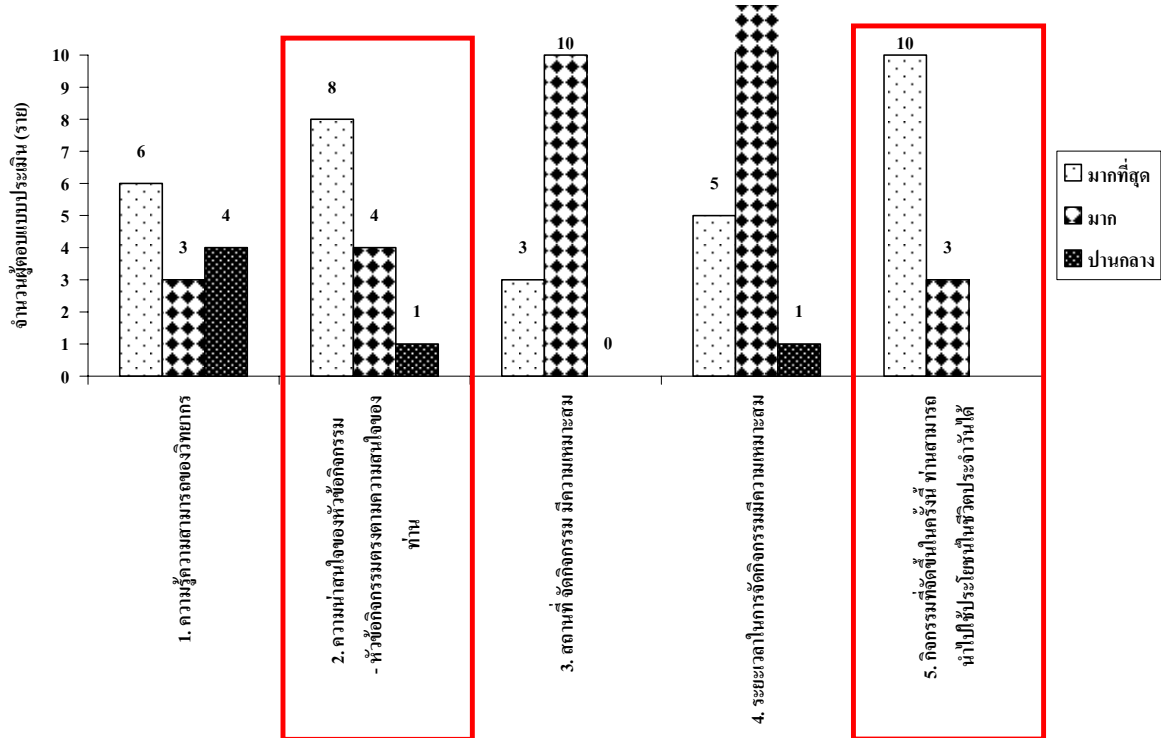 จำนวนผู้ตอบแบบประเมิน (ราย)
10
9
8
7
6
5
4
3
2
1
0
6
3
4
8
4
1
3
10
0
5
1
10
3
มากที่สุด
มาก
ปานกลาง
1. ความรู้ความสามารถของวิทยากร
2. ความน่าสนใจของหัวข้อกิจกรรม
- หัวข้อกิจกรรมตรงตามความสนใจของ
ท่าน
3. สถานที่ จัดกิจกรรม มีความเหมาะสม
4. ระยะเวลาในการจัดกิจกรรมมีความเหมาะสม
5. กิจกรรมที่จัดขึ้นในครั้งนี้ ท่านสามารถ
นำไปใช้ประโยชน์ในชีวิตประจำวันได้